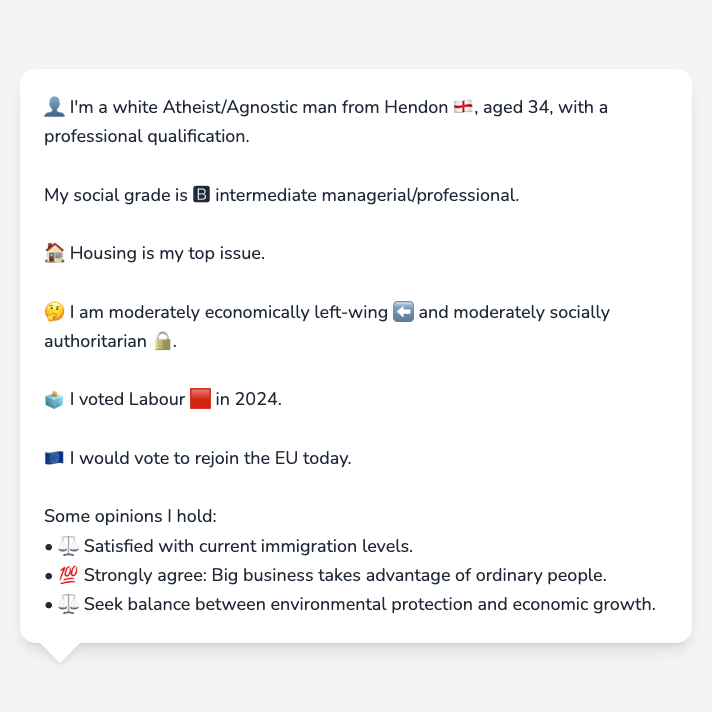 👤 I'm a white Atheist/Agnostic man from Hendon 🏴󠁧󠁢󠁥󠁮󠁧󠁿, aged 34, with a
professional qualification.
My social grade is 🅱 intermediate managerial/professional.
🏠 Housing is my top issue.
🤔 I am moderately economically left-wing ⬅️ and moderately socially
authoritarian 🔒.
🗳️ I voted Labour 🟥 in 2024.
🇪🇺 I would vote to rejoin the EU today.
Some opinions I hold:
• ⚖️ Satisfied with current immigration levels.
• 💯 Strongly agree: Big business takes advantage of ordinary people.
• ⚖️ Seek balance between environmental protection and economic growth.